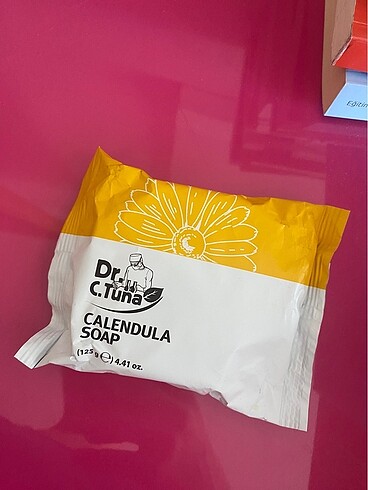 Eğitim
Dr.
C.Tuna
CALENDULA
SOAP
(125 g ℮) 4.41 oz.